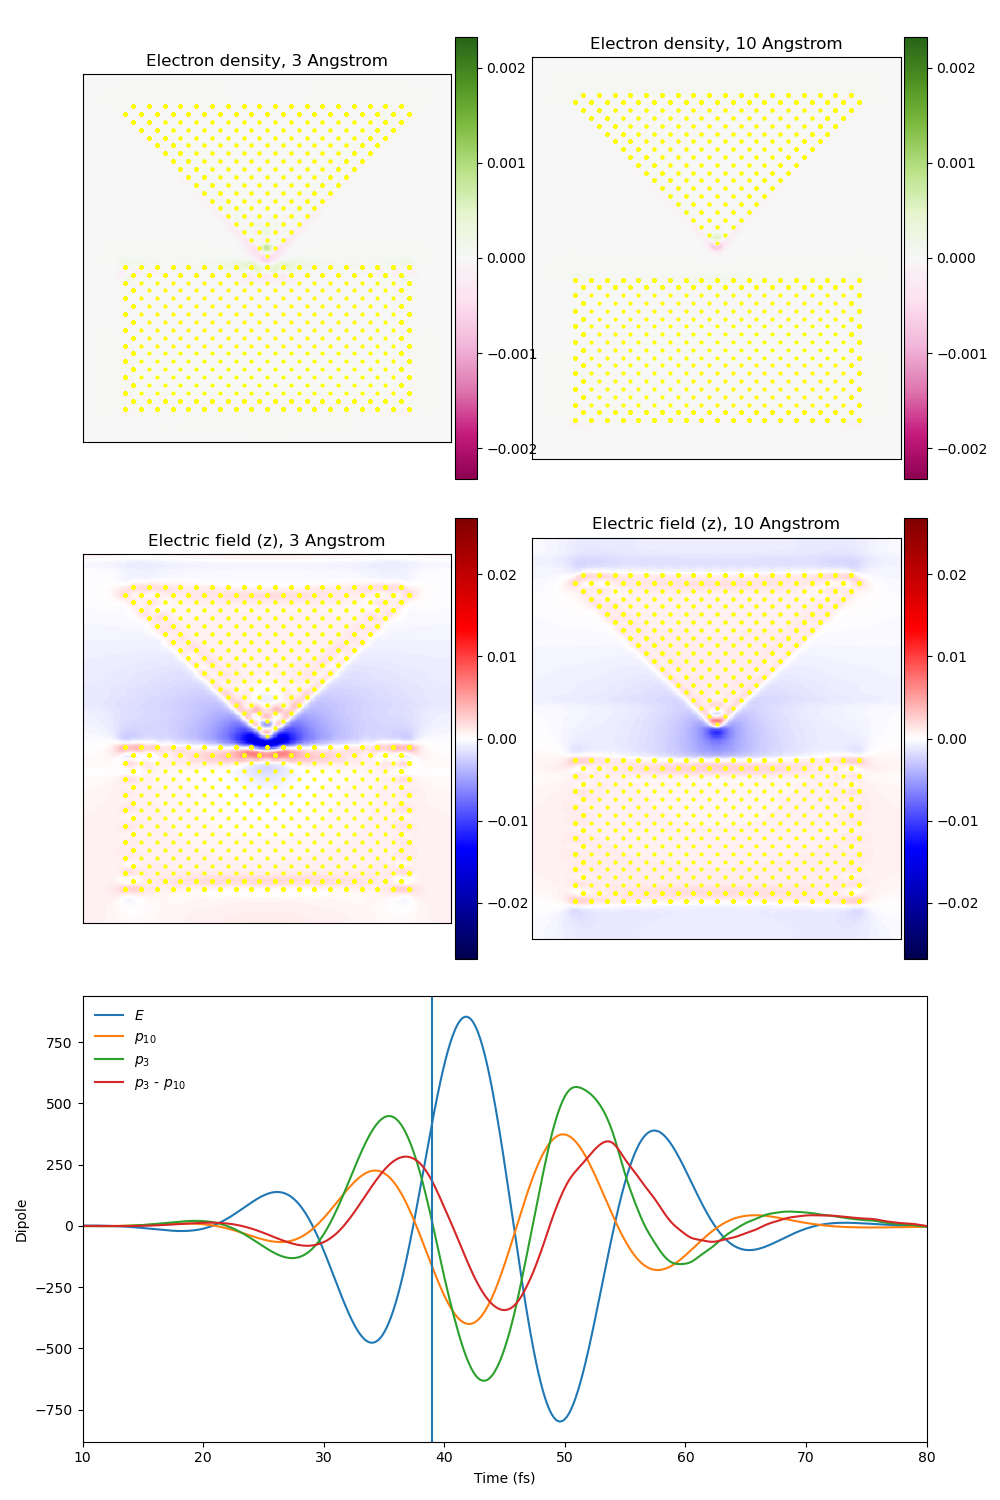 Electron density, 3 Angstrom
Electron density, 10 Angstrom
0.002
0.001
0.000
−0.001
−0.002
0.002
0.001
0.000
−0.001
−0.002
Electric field (z), 3 Angstrom
Electric field (z), 10 Angstrom
0.02
0.01
0.00
−0.01
−0.02
0.02
0.01
0.00
−0.01
−0.02
E
p10
p3
p3 - p10
Dipole
750
500
250
0
−250
−500
−750
10 20 30 40 50 60 70 80
Time (fs)